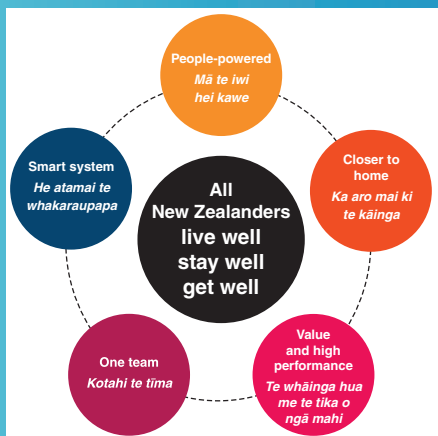 People-powered
Mā te iwi
hei kawe
Closer to
home
Ka aro mai ki
te kāinga
Value
and high
performance
Te whāinga hua
me te tika o
ngā mahi
One team
Kotahi te tīma
Smart system
He atamai te
whakaraupapa
All
New Zealanders
live well
stay well
get well